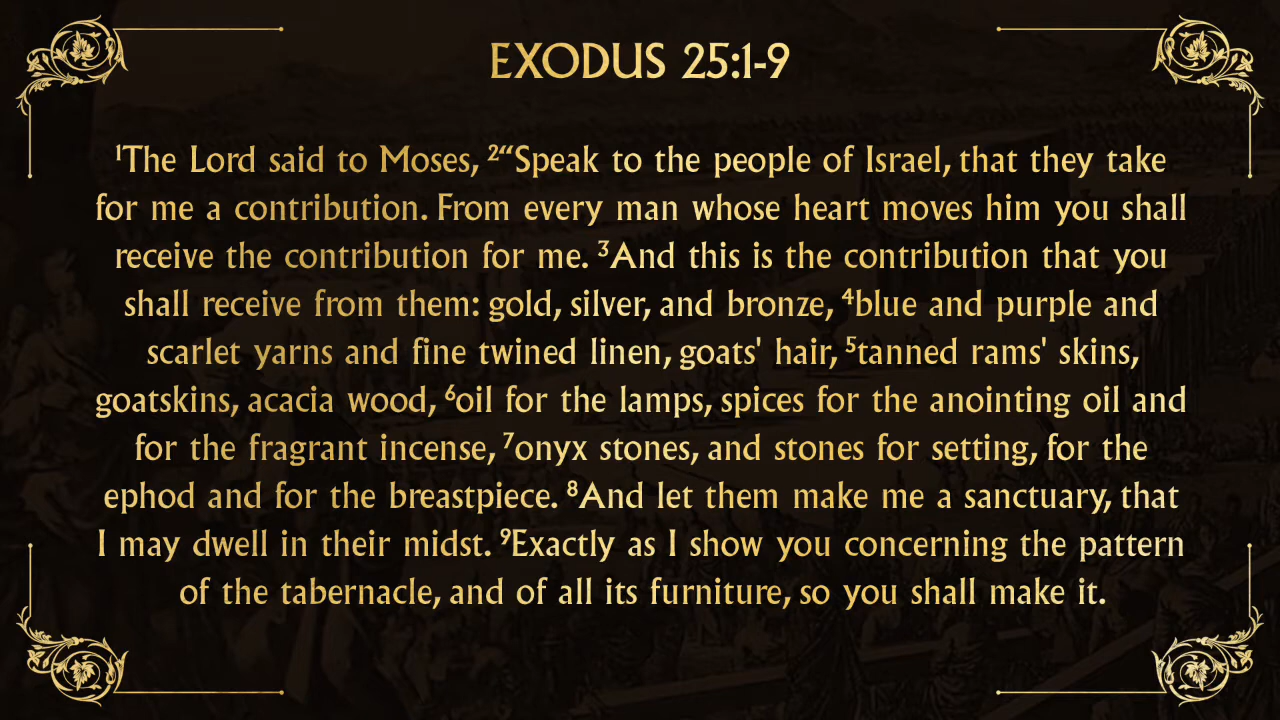 EXODUS 25:1-9
¹The Lord said to Moses, ²“Speak to the people of Israel, that they take
for me a contribution. From every man whose heart moves him you shall
receive the contribution for me. ³And this is the contribution that you
shall receive from them: gold, silver, and bronze, ⁴blue and purple and
scarlet yarns and fine twined linen, goats' hair, ⁵tanned rams' skins,
goatskins, acacia wood, ⁶oil for the lamps, spices for the anointing oil and
for the fragrant incense, ⁷onyx stones, and stones for setting, for the
ephod and for the breastpiece. ⁸And let them make me a sanctuary, that
I may dwell in their midst. ⁹Exactly as I show you concerning the pattern
of the tabernacle, and of all its furniture, so you shall make it.